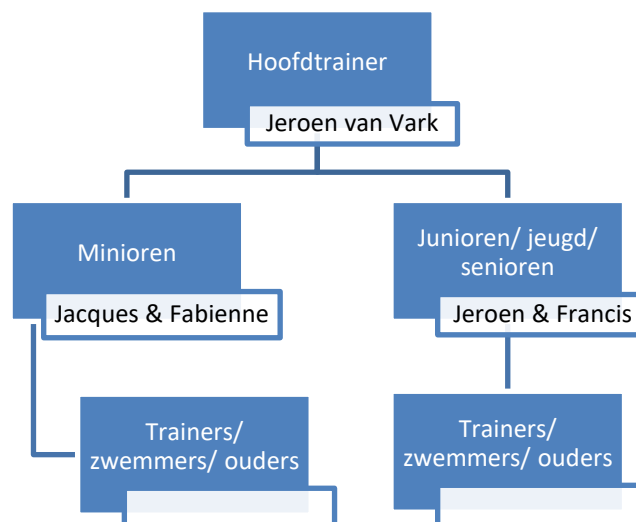 Hoofdtrainer
Jeroen van Vark
Minioren
Jacques & Fabienne
Junioren/ jeugd/
senioren
Jeroen & Francis
Trainers/
zwemmers/ ouders
Trainers/
zwemmers/ ouders